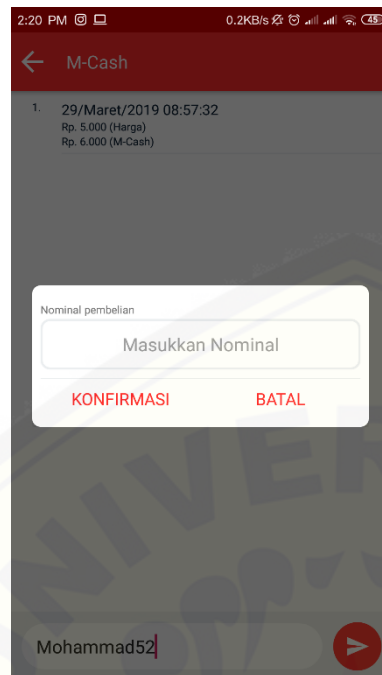 2:20 PM 0.2KB/s 45
M-Cash
1. 29/Maret/2019 08:57:32
Rp. 5.000 (Harga)
Rp. 6.000 (M-Cash)
Nominal pembelian
Masukkan Nominal
KONFIRMASI BATAL
NIVER
Mohammad52